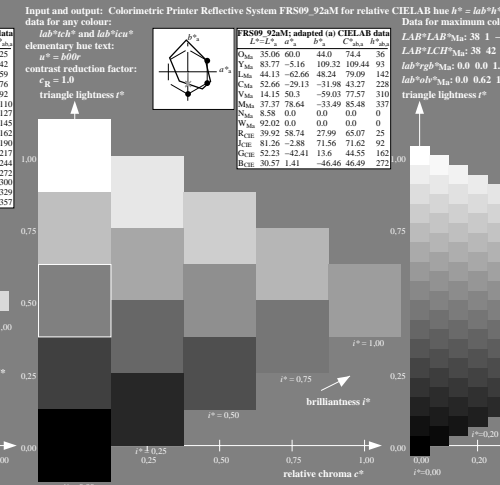 Input and output: Colorimetric Printer Reflective System FRS09_92aM for relative CIELAB hue h* = lab*h*
data for any colour:
lab*tch* and lab*icu*
elementary hue text:
u* = b00r
contrast reduction factor:
cR = 1.0
triangle lightness t*
b*a
a*a
FRS09_92aM; adapted (a) CIELAB data
L*=L*a a*a b*a C*ab,a h*ab,a
OMa 35.06 60.0 44.0 74.4 36
YMa 83.77 -5.16 109.32 109.44 93
LMa 44.13 -62.66 48.24 79.09 142
CMa 52.66 -29.13 -31.98 43.27 228
VMa 14.15 50.3 -59.03 77.57 310
MMa 37.37 78.64 -33.49 85.48 337
NMa 8.58 0.0 0.0 0 0
WMa 92.02 0.0 0.0 0 0
RCIE 39.92 58.74 27.99 65.07 25
JCIE 81.26 -2.88 71.56 71.62 92
GCIE 52.23 -42.41 13.6 44.55 162
BCIE 30.57 1.41 -46.46 46.49 272
Data for maximum col
LAB*LAB*Ma: 38 1 -
LAB*LCH*Ma: 38 42
lab*rgb*Ma: 0.0 0.0 1.
lab*olv*Ma: 0.0 0.62 1
triangle lightness t*
1,00
0,75
0,50
0,25
0,00
i* = 1,00
i* = 0,75
i* = 0,50
i* = 0,25
brilliantness i*
0,25
0,50
0,75
1,00
relative chroma c*
1,00
0,75
0,50
0,25
0,00
i*=0,20
0,00
0,20
i*=0,00